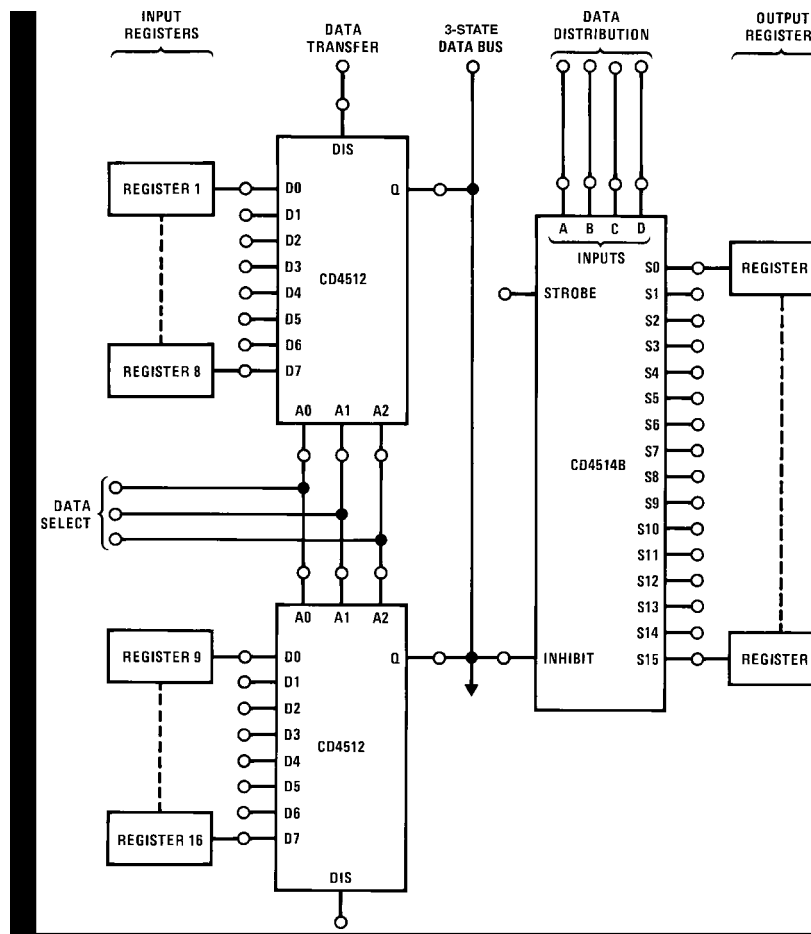 INPUT
REGISTERS
DATA
TRANSFER
3-STATE
DATA BUS
DATA
DISTRIBUTION
OUTPUT
REGISTER
DIS
REGISTER 1
D0
Q
D1
D2
D3
CD4512
D4
D5
D6
REGISTER 8
D7
A0 A1 A2
DATA
SELECT
A0 A1 A2
REGISTER 9
D0
Q
D1
D2
D3
CD4512
D4
D5
D6
REGISTER 16
D7
DIS
A B C D
INPUTS
S0
REGISTER
STROBE
S1
S2
S3
S4
S5
S6
S7
CD4514B
S8
S9
S10
S11
S12
S13
S14
INHIBIT
S15
REGISTER